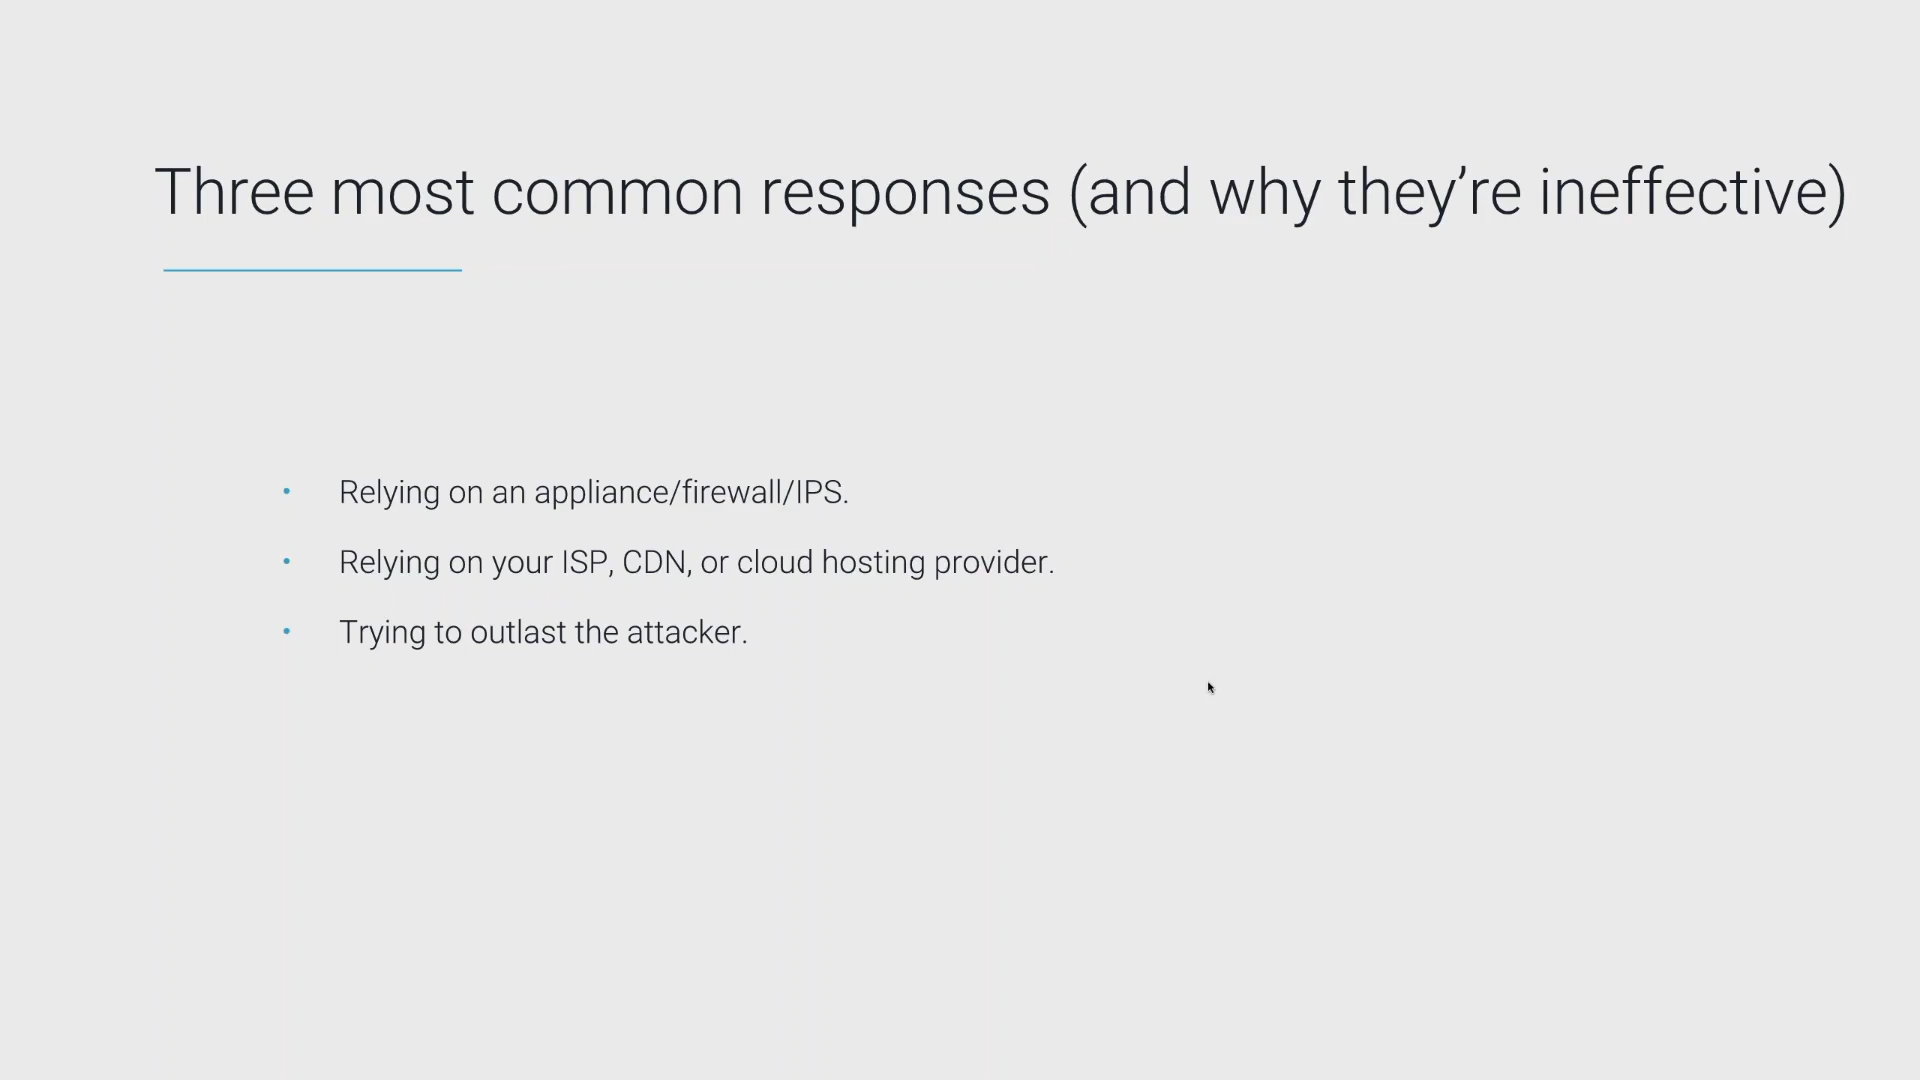 Three most common responses (and why they’re ineffective)
• Relying on an appliance/firewall/IPS.
• Relying on your ISP, CDN, or cloud hosting provider.
• Trying to outlast the attacker.